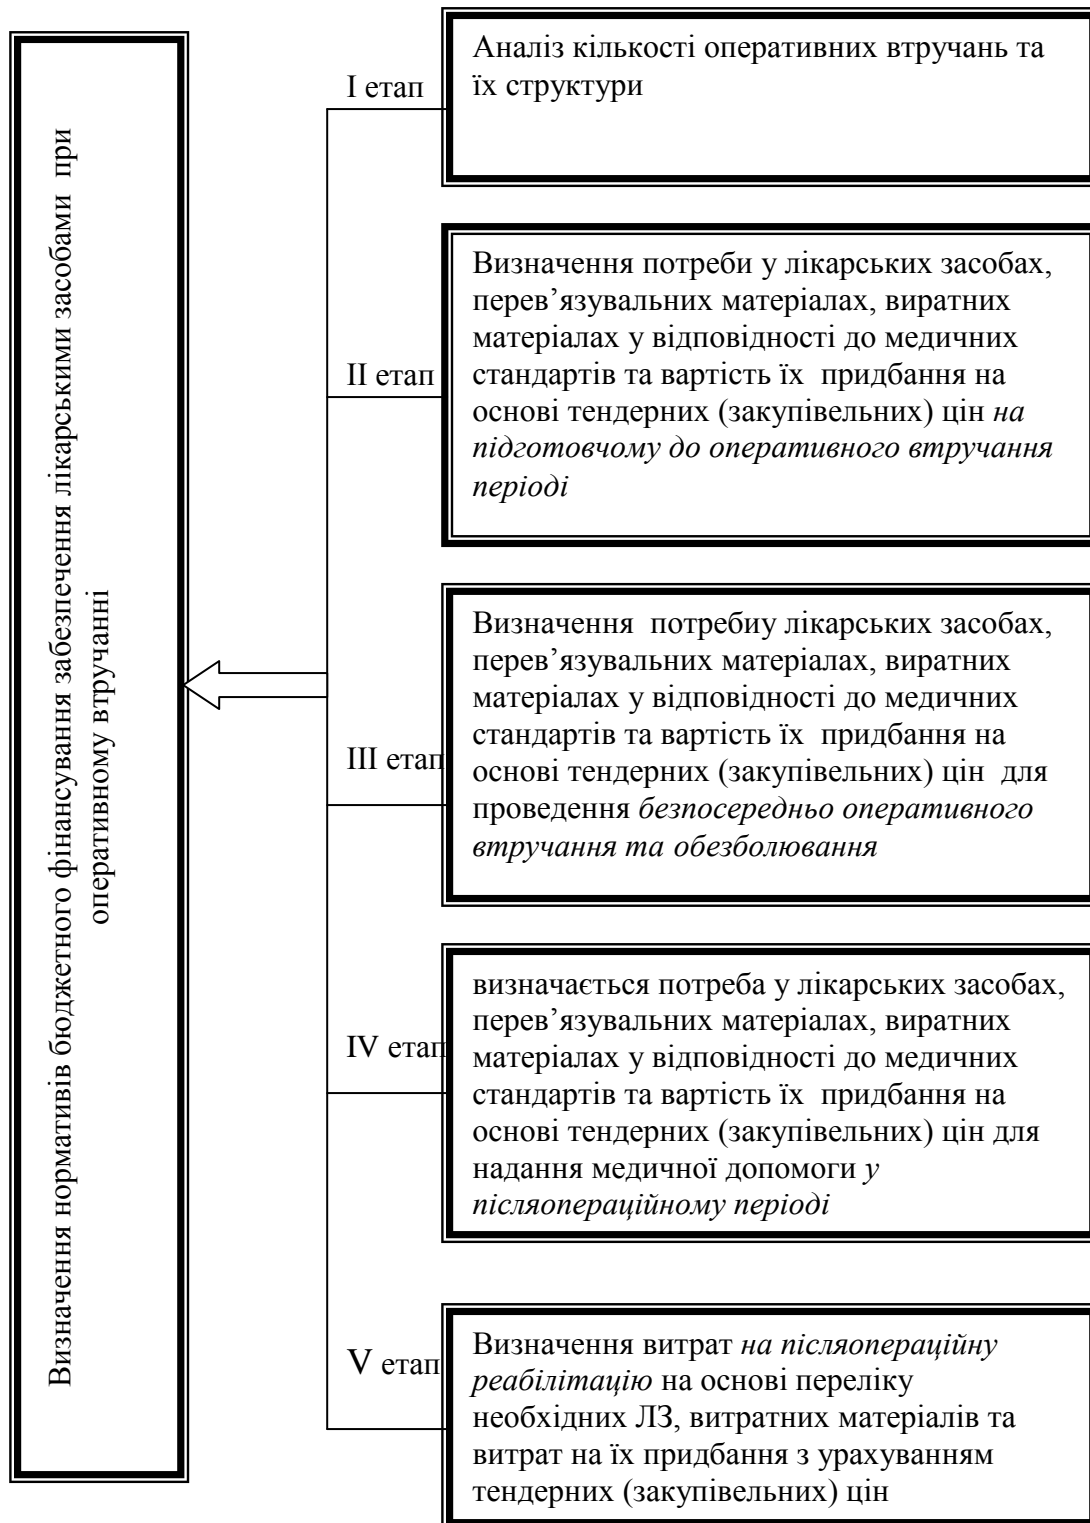 Визначення нормативів бюджетного фінансування забезпечення лікарськими засобами при
оперативному втручанні
І етап
Аналіз кількості оперативних втручань та
їх структури
ІІ етап
Визначення потреби у лікарських засобах,
перев’язувальних матеріалах, виратних
матеріалах у відповідності до медичних
стандартів та вартість їх придбання на
основі тендерних (закупівельних) цін на
підготовчому до оперативного втручання
періоді
ІІІ етап
Визначення потребиу лікарських засобах,
перев’язувальних матеріалах, виратних
матеріалах у відповідності до медичних
стандартів та вартість їх придбання на
основі тендерних (закупівельних) цін для
проведення безпосередньо оперативного
втручання та обезболювання
IV етап
визначається потреба у лікарських засобах,
перев’язувальних матеріалах, виратних
матеріалах у відповідності до медичних
стандартів та вартість їх придбання на
основі тендерних (закупівельних) цін для
надання медичної допомоги у
післяопераційному періоді
V етап
Визначення витрат на післяопераційну
реабілітацію на основі переліку
необхідних ЛЗ, витратних матеріалів та
витрат на їх придбання з урахуванням
тендерних (закупівельних) цін